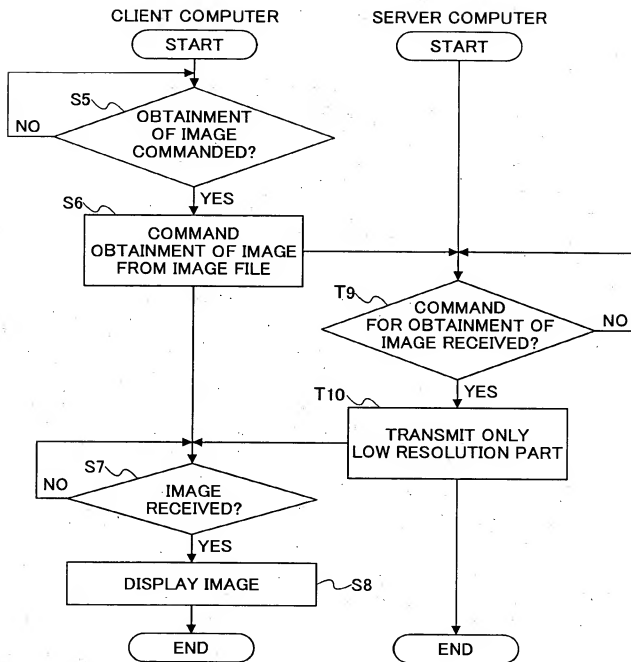 CLIENT COMPUTER
START
S5
OBTAINMENT
OF IMAGE
COMMANDED?
NO
YES
S6
COMMAND
OBTAINMENT OF IMAGE
FROM IMAGE FILE
S7
IMAGE
RECEIVED?
NO
YES
DISPLAY IMAGE
S8
END
SERVER COMPUTER
START
T9
COMMAND
FOR OBTAINMENT OF
IMAGE RECEIVED?
NO
YES
T10
TRANSMIT ONLY
LOW RESOLUTION PART
END